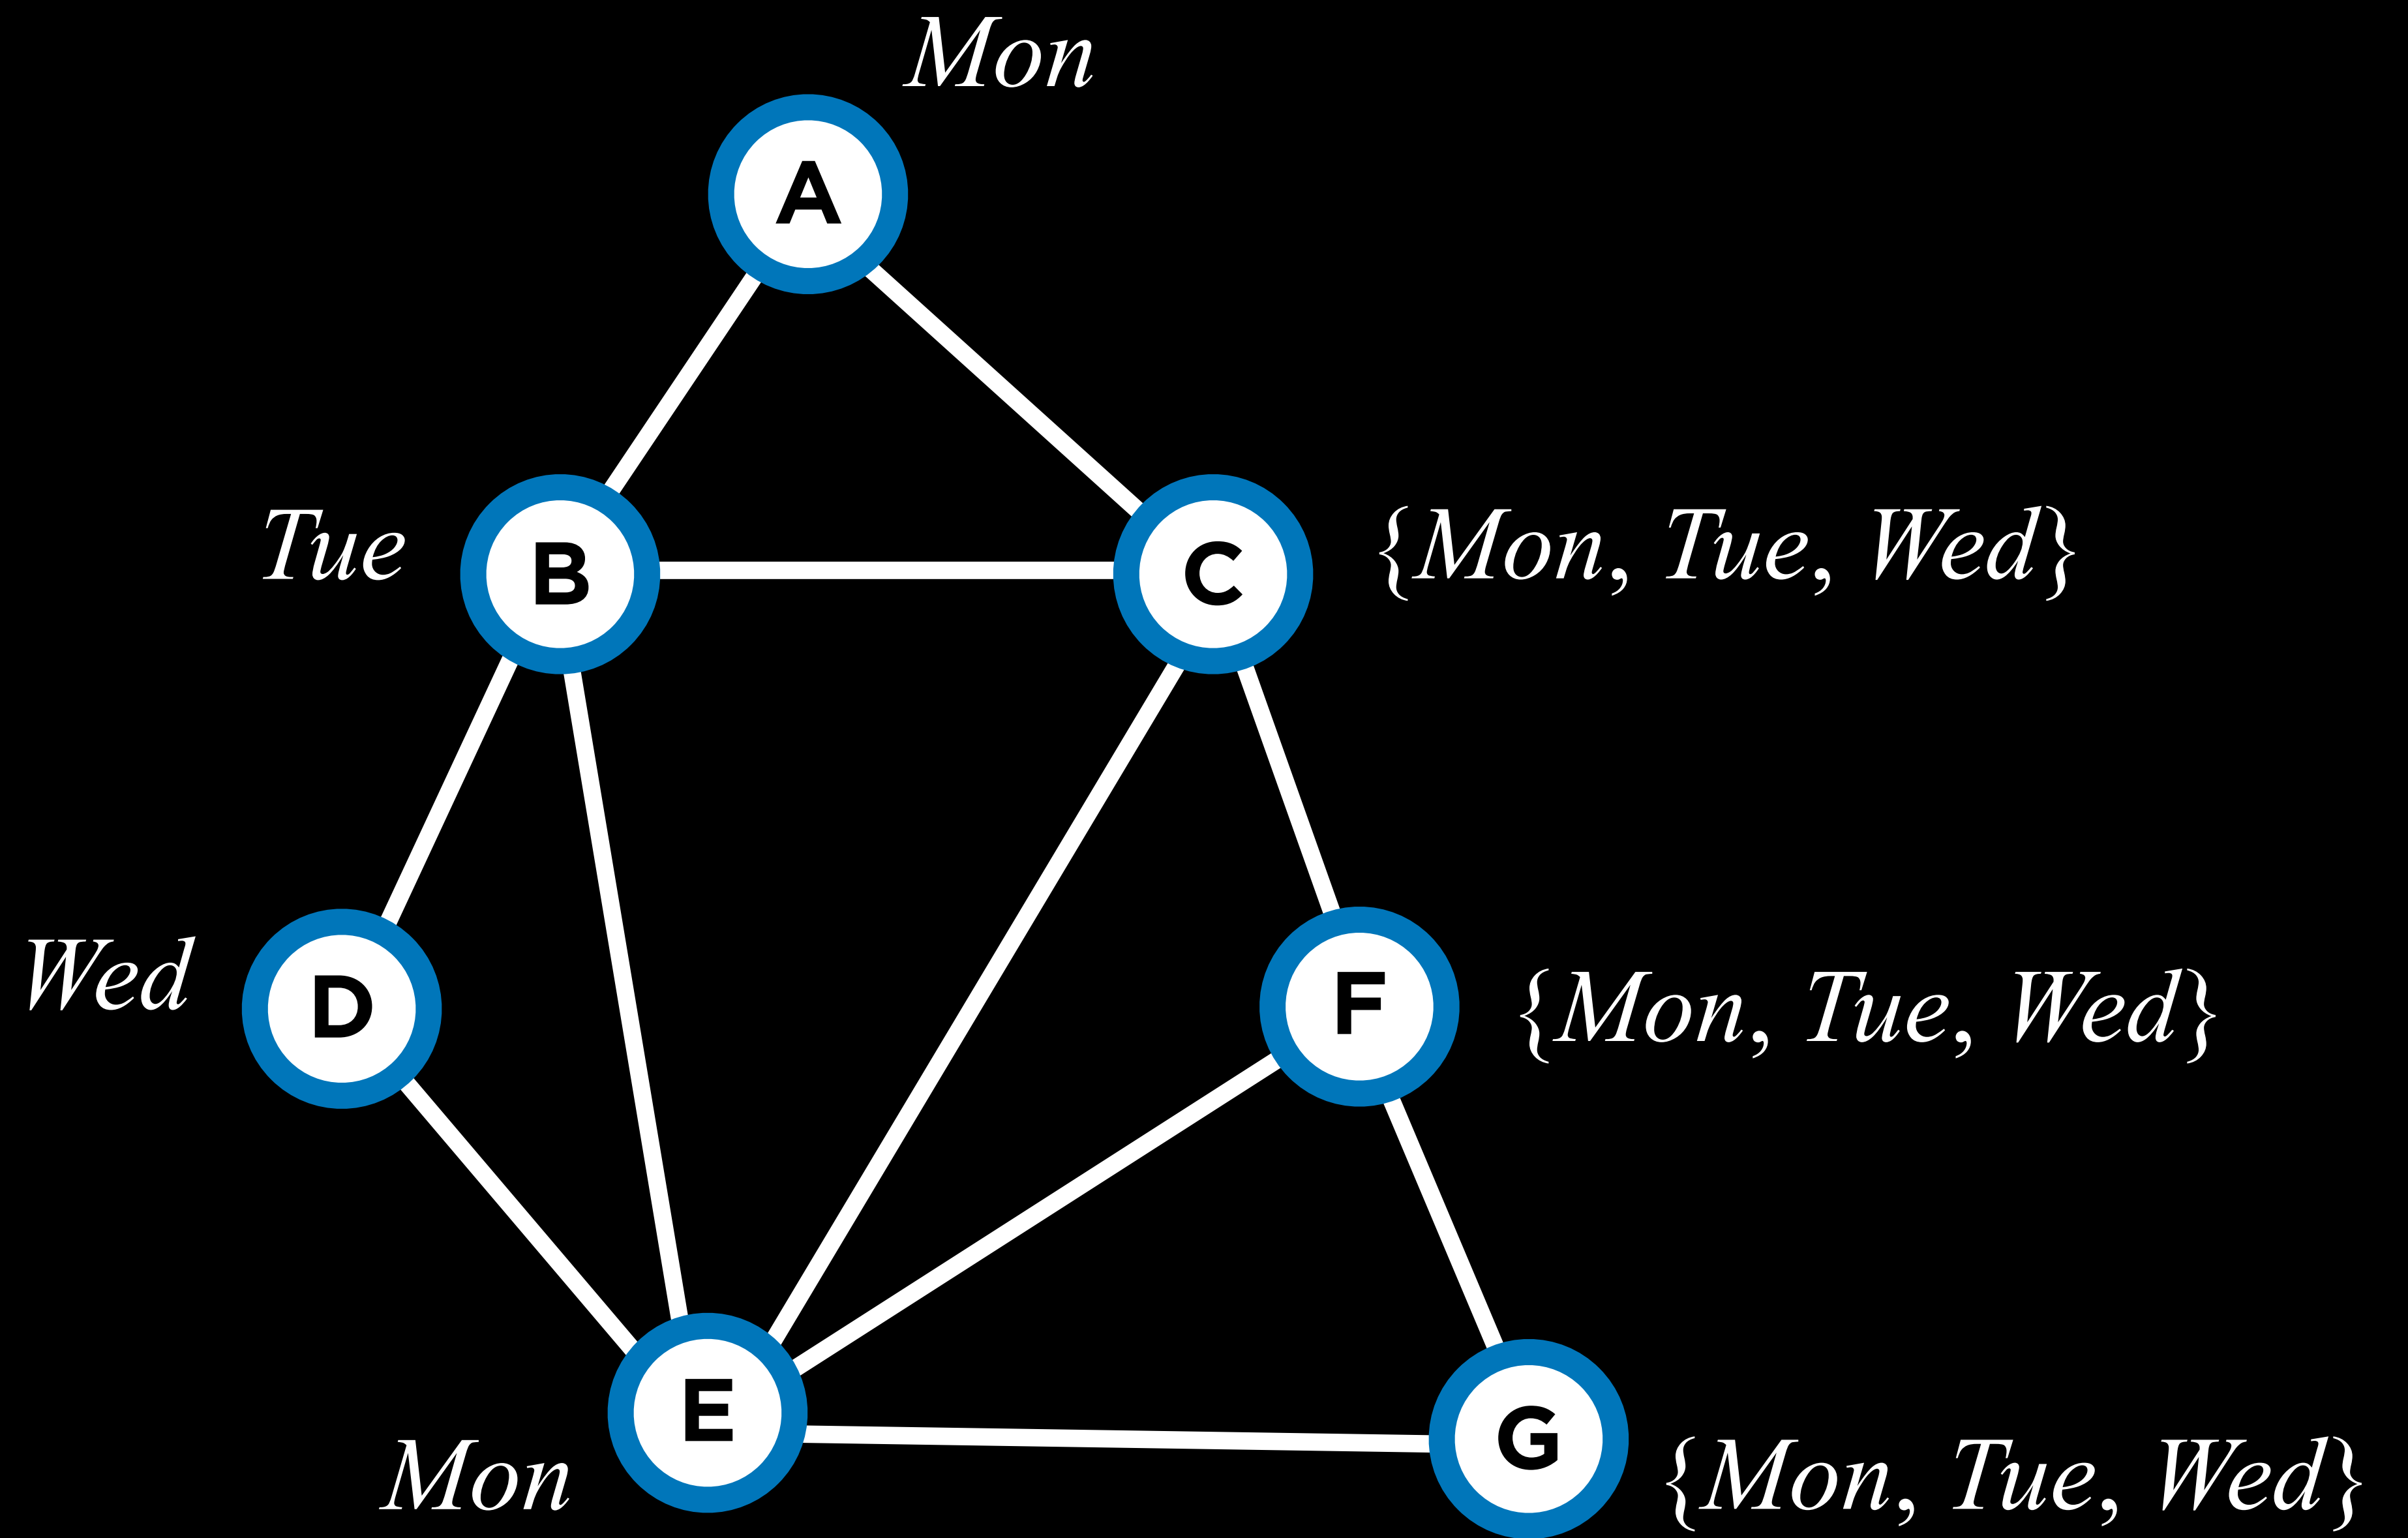 Mon
A
Tue
B
C
{Mon, Tue, Wed}
Wed
D
F
{Mon, Tue, Wed}
E
Mon
G
{Mon, Tue, Wed}